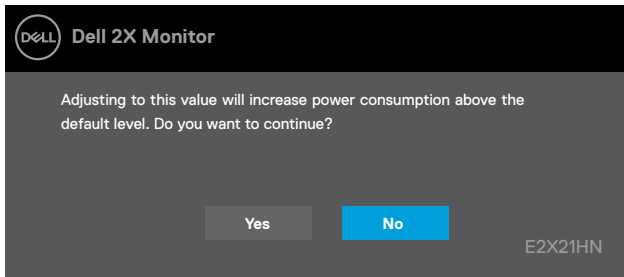 DELL Dell 2X Monitor
Adjusting to this value will increase power consumption above the
default level. Do you want to continue?
Yes No
E2X21HN